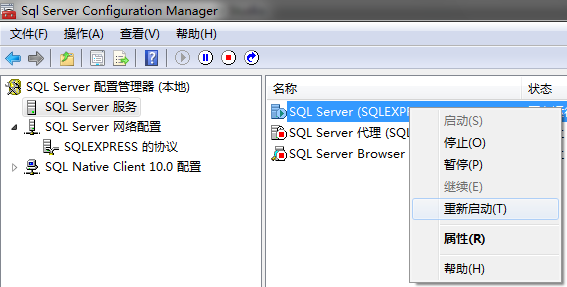 Sql Server Configuration Manager
文件(F) 操作(A) 查看(V) 帮助(H)
SQL Server 配置管理器 (本地)
SQL Server 服务
SQL Server 网络配置
SQLEXPRESS 的协议
SQL Native Client 10.0 配置
名称 状态
SQL Server (SQLEXPRE
SQL Server 代理 (SQL
SQL Server Browser
启动(S)
停止(O)
暂停(P)
继续(E)
重新启动(T)
属性(R)
帮助(H)